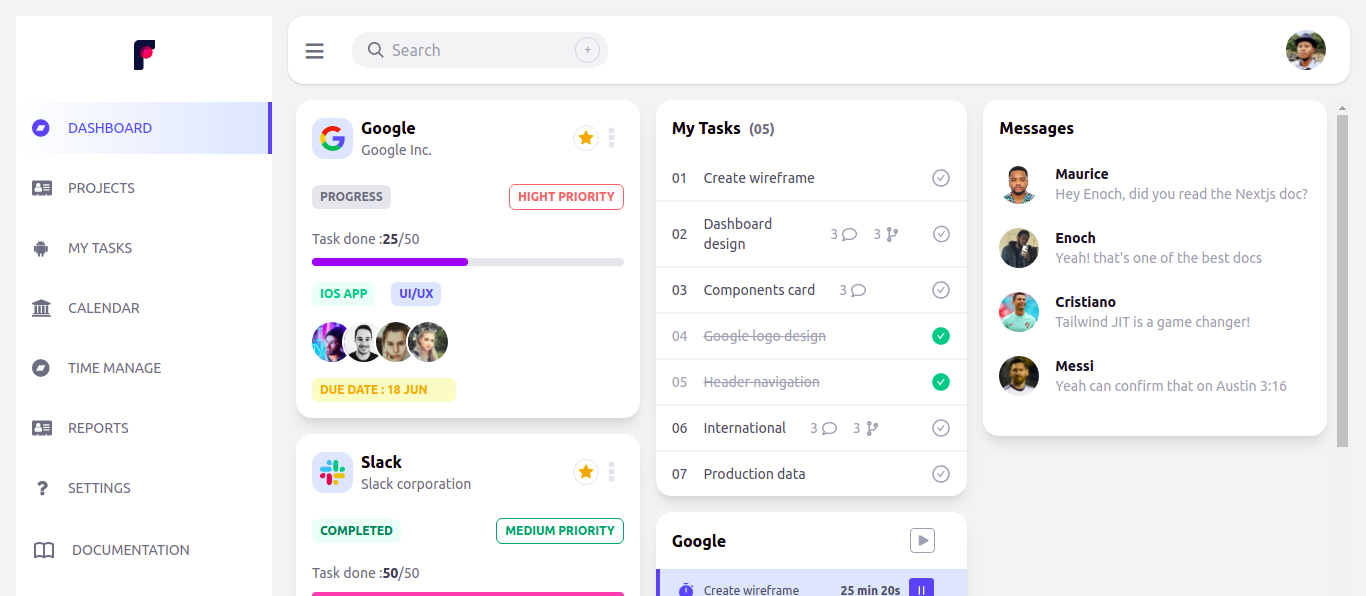 DASHBOARD
PROJECTS
MY TASKS
CALENDAR
TIME MANAGE
REPORTS
SETTINGS
DOCUMENTATION
Search +
Google
Google Inc.
PROGRESS HIGHT PRIORITY
Task done :25/50
IOS APP UI/UX
DUE DATE : 18 JUN
Slack
Slack corporation
COMPLETED MEDIUM PRIORITY
Task done :50/50
My Tasks (05)
01 Create wireframe
02 Dashboard design 3 3
03 Components card 3
04 Google logo design
05 Header navigation
06 International 3 3
07 Production data
Google
Create wireframe 25 min 20s
Messages
Maurice
Hey Enoch, did you read the Nextjs doc?
Enoch
Yeah! that's one of the best docs
Cristiano
Tailwind JIT is a game changer!
Messi
Yeah can confirm that on Austin 3:16